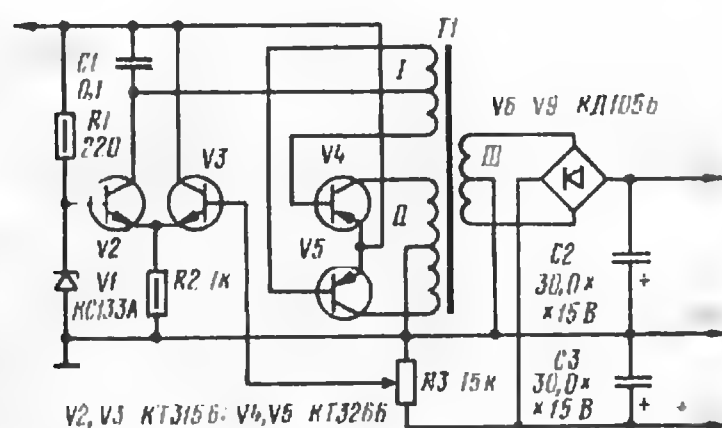 T1
C1
0,1
I
V6 V9 КД105б
R1
220
V3
V4
III
V2
V5
II
V1
КС133А
R2 1к
C2
30,0×
×15 В
+
R3 15к
C3
30,0×
×15 В
+
V2, V3 КТ315б; V4, V5 КТ326б